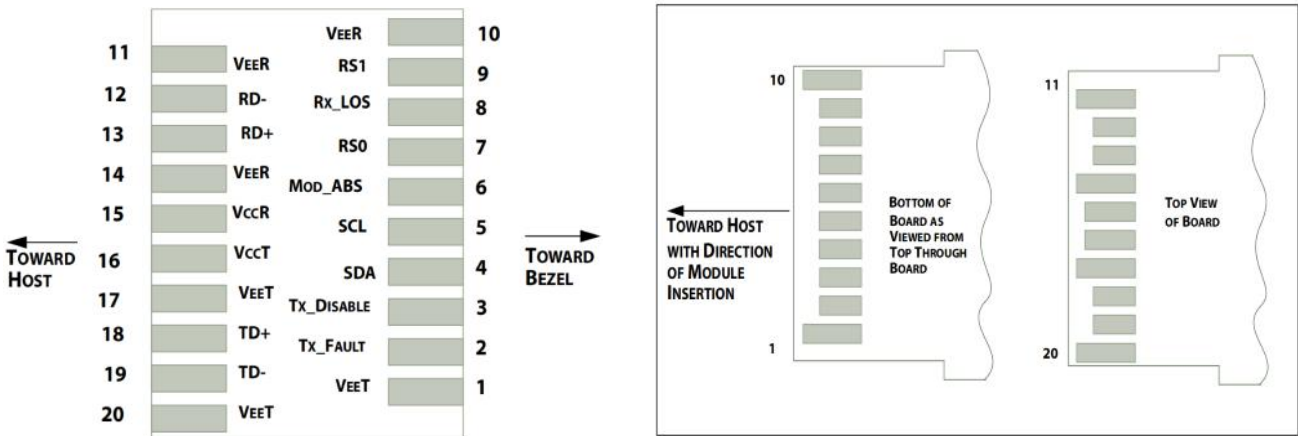 11 VEER
12 RD-
13 RD+
14 VEER
15 VCCR
16 VCCT
17 VEET
18 TD+
19 TD-
20 VEET
VEER 10
RS1 9
RX_LOS 8
RS0 7
MOD_ABS 6
SCL 5
SDA 4
TX_DISABLE 3
TX_FAULT 2
VEET 1
TOWARD
HOST
TOWARD
BEZEL
10
1
TOWARD HOST
WITH DIRECTION
OF MODULE
INSERTION
BOTTOM OF
BOARD AS
VIEWED FROM
TOP THROUGH
BOARD
11
20
TOP VIEW
OF BOARD